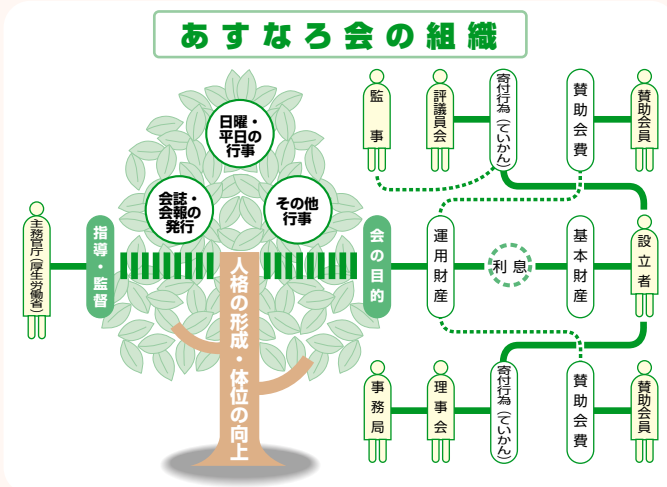 あすなろ会の組織
日曜・
平日の
行事
会誌・
会報の
発行
その他
行事
主務官庁(厚生労働省)
指導・監督
人格の形成・体位の向上
会の目的
監事
評議員会
寄付行為(ていかん)
賛助会費
賛助会員
運用財産
利息
基本財産
設立者
事務局
理事会
寄付行為(ていかん)
賛助会費
賛助会員